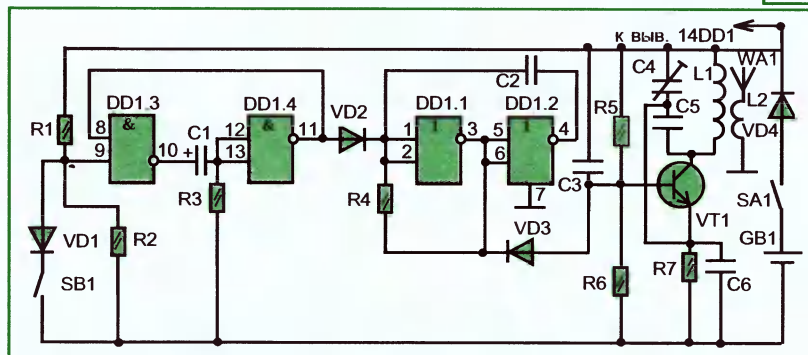 к выв. 14DD1
WA1
C4
L1
C2
DD1.3
DD1.4
DD1.1
DD1.2
R5
C5
L2
VD4
R1
8
&
C1
12
&
11
VD2
1
1
3
5
1
4
9
10
+
13
2
6
R3
R4
7
C3
SA1
VT1
VD1
R2
VD3
GB1
SB1
R6
R7
C6